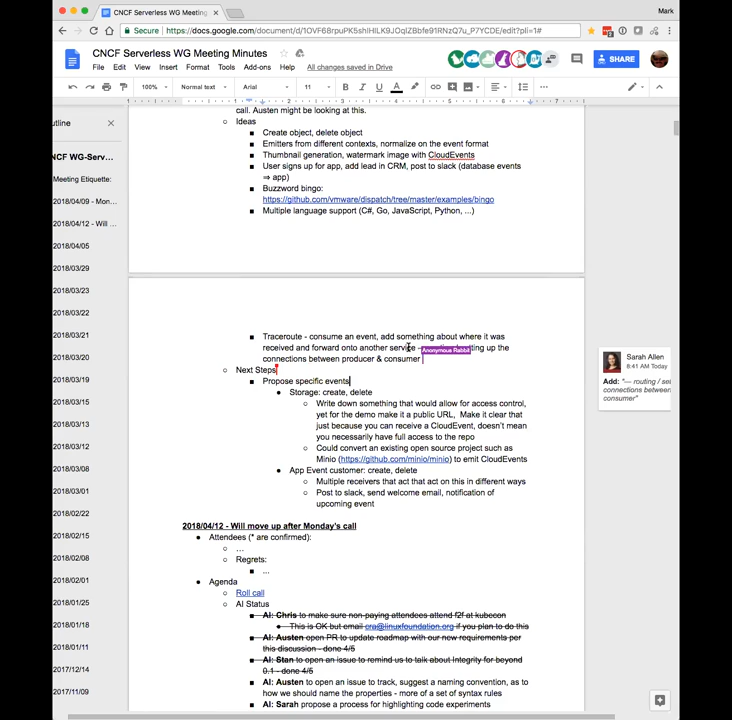 CNCF Serverless WG Meeting
Mark
Secure
https://docs.google.com/document/d/1OVF68rpuPK5shIHlLK9JOqIZBbfe91RNzQ7u_P7YCDE/edit?pli=1#
CNCF Serverless WG Meeting Minutes
File Edit View Insert Format Tools Add-ons Help All changes saved in Drive
SHARE
100% Normal text Arial 11
call. Austen might be looking at this.
Ideas
Create object, delete object
Emitters from different contexts, normalize on the event format
Thumbnail generation, watermark image with CloudEvents
User signs up for app, add lead in CRM, post to slack (database events
⇒ app)
Buzzword bingo:
https://github.com/vmware/dispatch/tree/master/examples/bingo
Multiple language support (C#, Go, JavaScript, Python, ...)
utline
CNCF WG-Serv...
Meeting Etiquette:
2018/04/09 - Mon...
2018/04/12 - Will ...
2018/04/05
2018/03/29
2018/03/23
2018/03/22
2018/03/21
2018/03/20
2018/03/19
2018/03/15
2018/03/13
2018/03/12
2018/03/08
2018/03/01
2018/02/22
2018/02/15
2018/02/08
2018/02/01
2018/01/25
2018/01/18
2018/01/11
2017/12/14
2017/11/09
Traceroute - consume an event, add something about where it was
received and forward onto another service - Anonymous Rabbit ting up the
connections between producer & consumer
Next Steps
Propose specific events
Storage: create, delete
Write down something that would allow for access control,
yet for the demo make it a public URL, Make it clear that
just because you can receive a CloudEvent, doesn't mean
you necessarily have full access to the repo
Could convert an existing open source project such as
Minio (https://github.com/minio/minio) to emit CloudEvents
App Event customer: create, delete
Multiple receivers that act that act on this in different ways
Post to slack, send welcome email, notification of
upcoming event
2018/04/12 - Will move up after Monday's call
Attendees (* are confirmed):
...
Regrets:
...
Agenda
Roll call
AI Status
AI: Chris to make sure non-paying attendees attend f2f at kubecon
This is OK but email cra@linuxfoundation.org if you plan to do this
AI: Austen open PR to update roadmap with our new requirements per
this discussion - done 4/5
AI: Stan to open an issue to remind us to talk about Integrity for beyond
0.1 - done 4/5
AI: Austen to open an issue to track, suggest a naming convention, as to
how we should name the properties - more of a set of syntax rules
AI: Sarah propose a process for highlighting code experiments
Sarah Allen
8:41 AM Today
Add: "— routing / se
connections betwee
consumer"